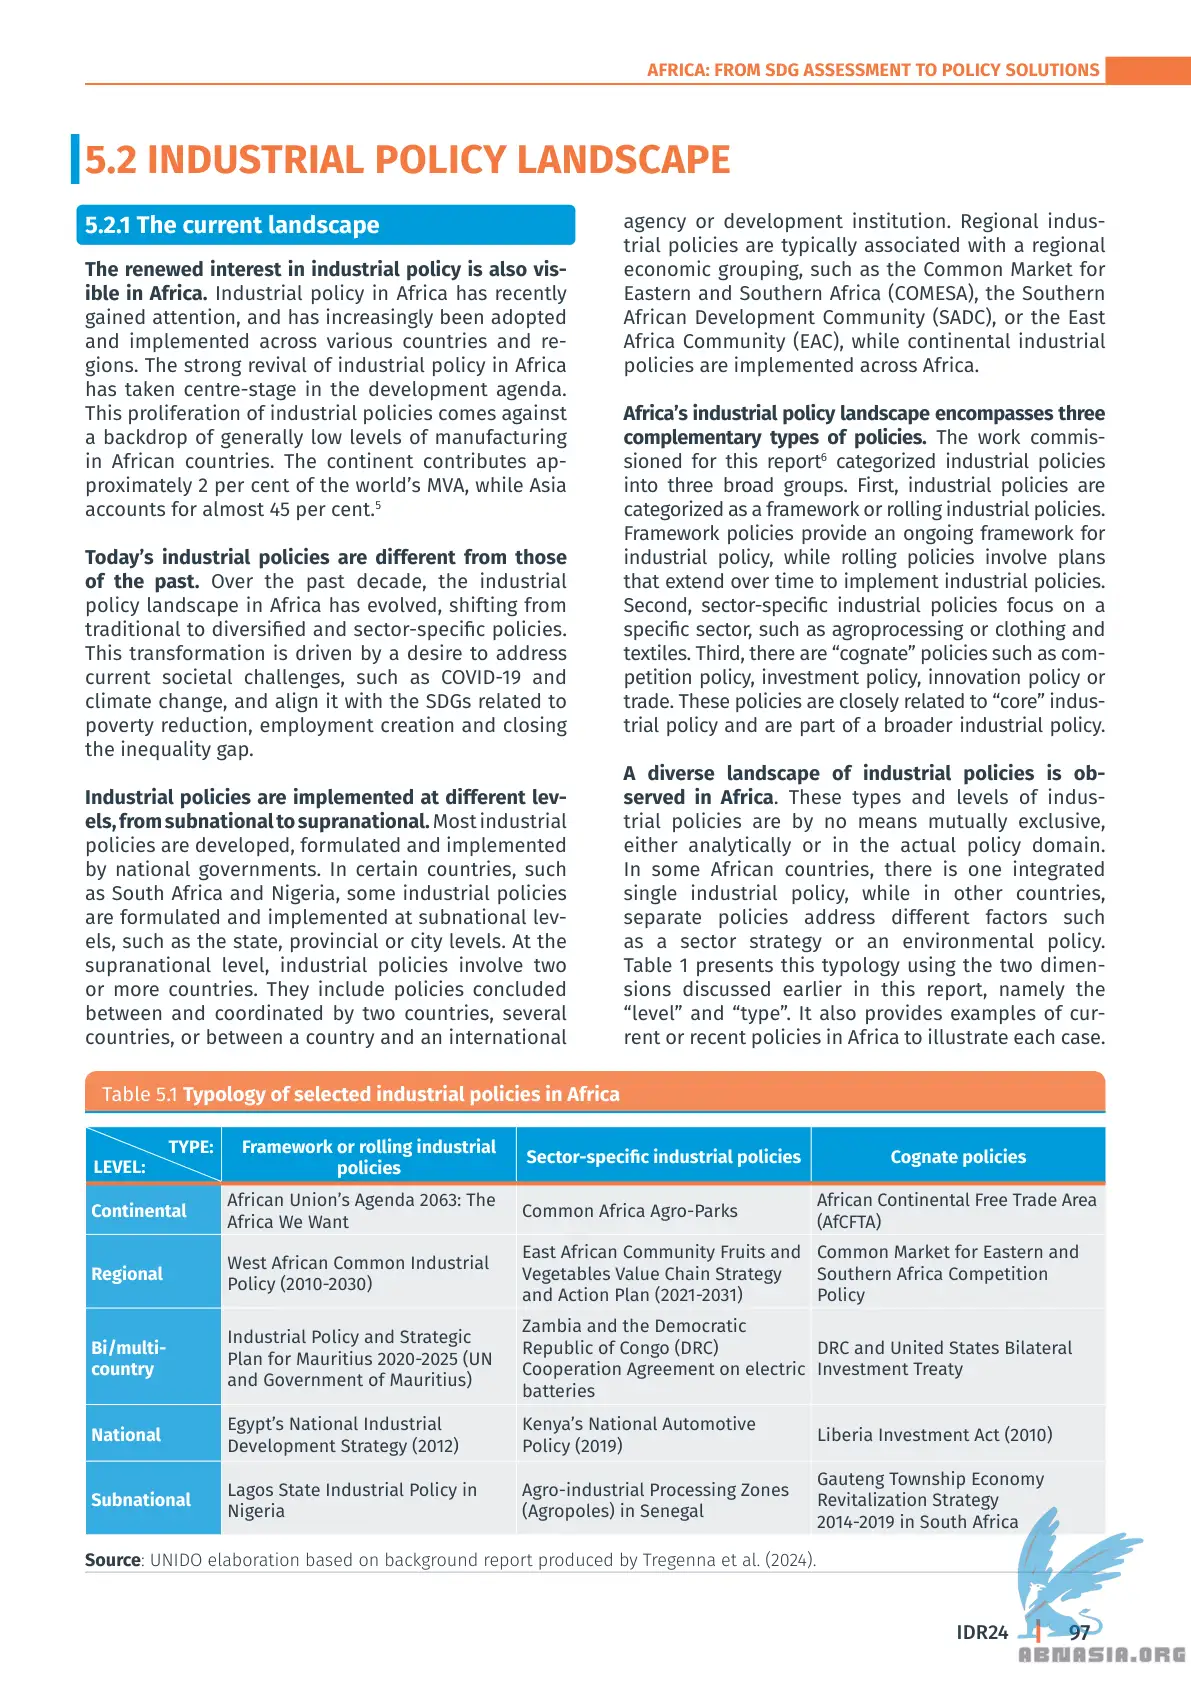 AFRICA: FROM SDG ASSESSMENT TO POLICY SOLUTIONS
5.2 INDUSTRIAL POLICY LANDSCAPE
5.2.1 The current landscape
The renewed interest in industrial policy is also vis-
ible in Africa. Industrial policy in Africa has recently
gained attention, and has increasingly been adopted
and implemented across various countries and re-
gions. The strong revival of industrial policy in Africa
has taken centre-stage in the development agenda.
This proliferation of industrial policies comes against
a backdrop of generally low levels of manufacturing
in African countries. The continent contributes ap-
proximately 2 per cent of the world's MVA, while Asia
accounts for almost 45 per cent.5
Today's industrial policies are different from those
of the past. Over the past decade, the industrial
policy landscape in Africa has evolved, shifting from
traditional to diversified and sector-specific policies.
This transformation is driven by a desire to address
current societal challenges, such as COVID-19 and
climate change, and align it with the SDGs related to
poverty reduction, employment creation and closing
the inequality gap.
Industrial policies are implemented at different lev-
els, from subnational to supranational. Most industrial
policies are developed, formulated and implemented
by national governments. In certain countries, such
as South Africa and Nigeria, some industrial policies
are formulated and implemented at subnational lev-
els, such as the state, provincial or city levels. At the
supranational level, industrial policies involve two
or more countries. They include policies concluded
between and coordinated by two countries, several
countries, or between a country and an international
agency or development institution. Regional indus-
trial policies are typically associated with a regional
economic grouping, such as the Common Market for
Eastern and Southern Africa (COMESA), the Southern
African Development Community (SADC), or the East
Africa Community (EAC), while continental industrial
policies are implemented across Africa.
Africa's industrial policy landscape encompasses three
complementary types of policies. The work commis-
sioned for this report6 categorized industrial policies
into three broad groups. First, industrial policies are
categorized as a framework or rolling industrial policies.
Framework policies provide an ongoing framework for
industrial policy, while rolling policies involve plans
that extend over time to implement industrial policies.
Second, sector-specific industrial policies focus on a
specific sector, such as agroprocessing or clothing and
textiles. Third, there are "cognate" policies such as com-
petition policy, investment policy, innovation policy or
trade. These policies are closely related to "core" indus-
trial policy and are part of a broader industrial policy.
A diverse landscape of industrial policies is ob-
served in Africa. These types and levels of indus-
trial policies are by no means mutually exclusive,
either analytically or in the actual policy domain.
In some African countries, there is one integrated
single industrial policy, while in other countries,
separate policies address different factors such
as a sector strategy or an environmental policy.
Table 1 presents this typology using the two dimen-
sions discussed earlier in this report, namely the
"level" and "type". It also provides examples of cur-
rent or recent policies in Africa to illustrate each case.
Table 5.1 Typology of selected industrial policies in Africa
TYPE:
LEVEL:
Framework or rolling industrial
policies
Sector-specific industrial policies
Cognate policies
Continental
African Union's Agenda 2063: The
Africa We Want
Common Africa Agro-Parks
African Continental Free Trade Area
(AfCFTA)
Regional
West African Common Industrial
Policy (2010-2030)
East African Community Fruits and
Vegetables Value Chain Strategy
and Action Plan (2021-2031)
Common Market for Eastern and
Southern Africa Competition
Policy
Bi/multi-
country
Industrial Policy and Strategic
Plan for Mauritius 2020-2025 (UN
and Government of Mauritius)
Zambia and the Democratic
Republic of Congo (DRC)
Cooperation Agreement on electric
batteries
DRC and United States Bilateral
Investment Treaty
National
Egypt's National Industrial
Development Strategy (2012)
Kenya's National Automotive
Policy (2019)
Liberia Investment Act (2010)
Subnational
Lagos State Industrial Policy in
Nigeria
Agro-industrial Processing Zones
(Agropoles) in Senegal
Gauteng Township Economy
Revitalization Strategy
2014-2019 in South Africa
Source: UNIDO elaboration based on background report produced by Tregenna et al. (2024).
IDR24
97
ABNASIA.ORG